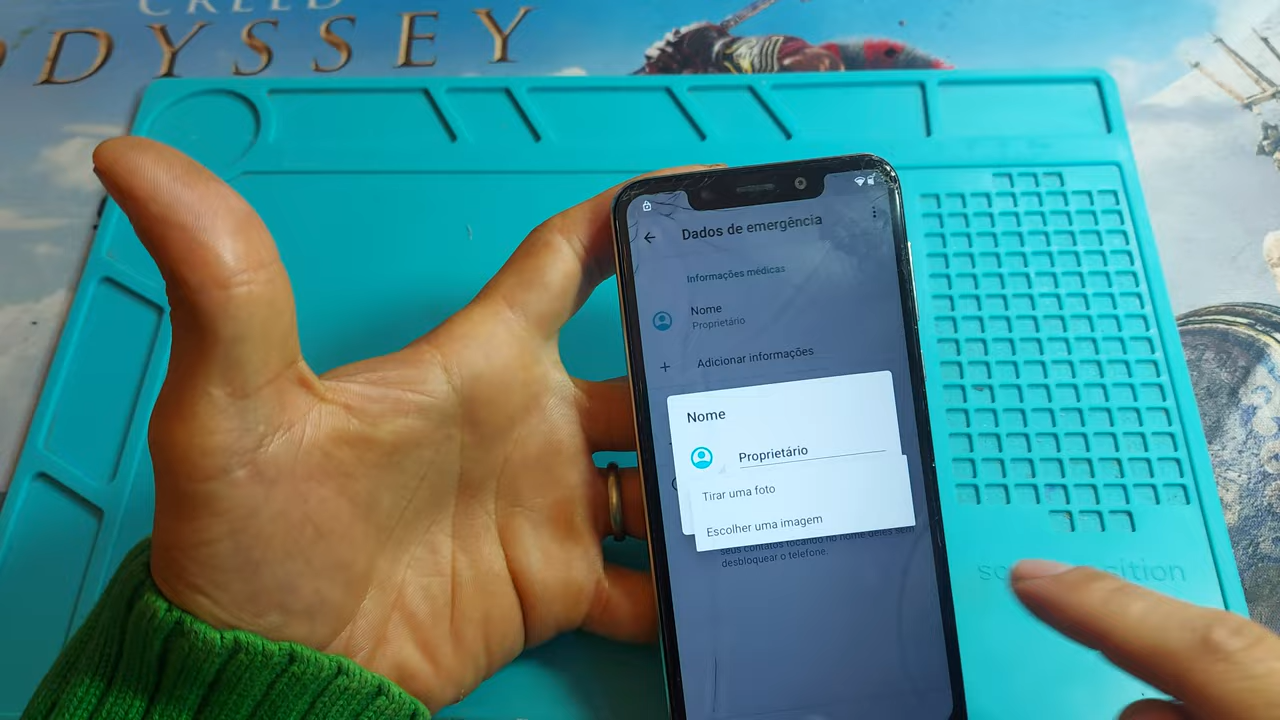 CREED
ODYSSEY
Dados de emergência
Informações médicas
Nome
Proprietário
Adicionar informações
Nome
Proprietário
Tirar uma foto
Escolher uma imagem
seus contatos tocando no nome deles sem
desbloquear o telefone.